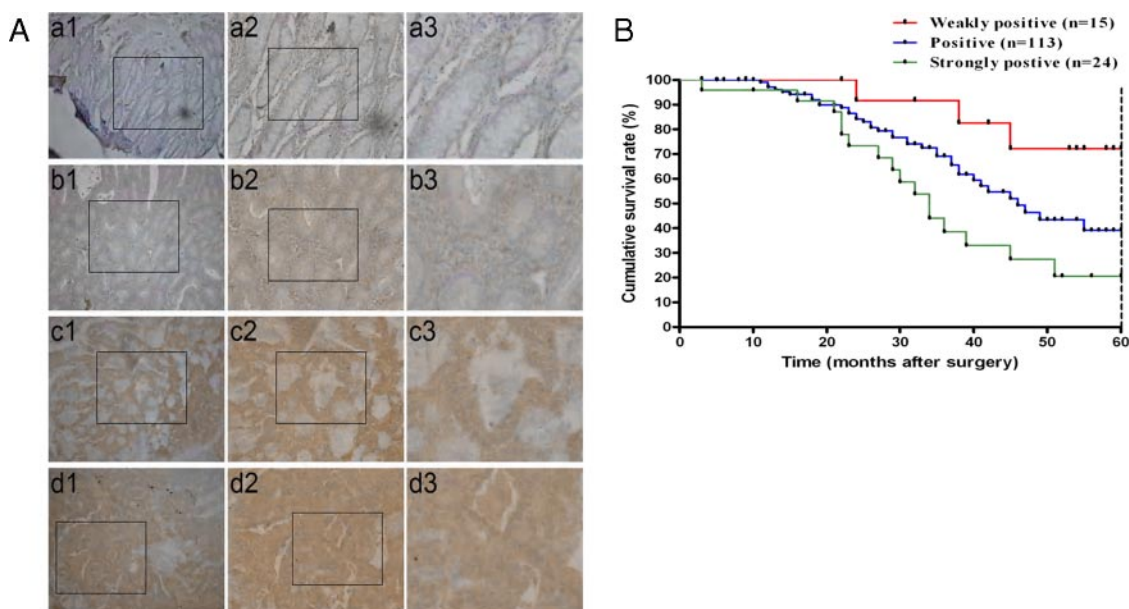 A
a1
a2
a3
b1
b2
b3
c1
c2
c3
d1
d2
d3
B
Weakly positive (n=15)
Positive (n=113)
Strongly postive (n=24)
Cumulative survival rate (%)
100
90
80
70
60
50
40
30
20
10
0
0 10 20 30 40 50 60
Time (months after surgery)